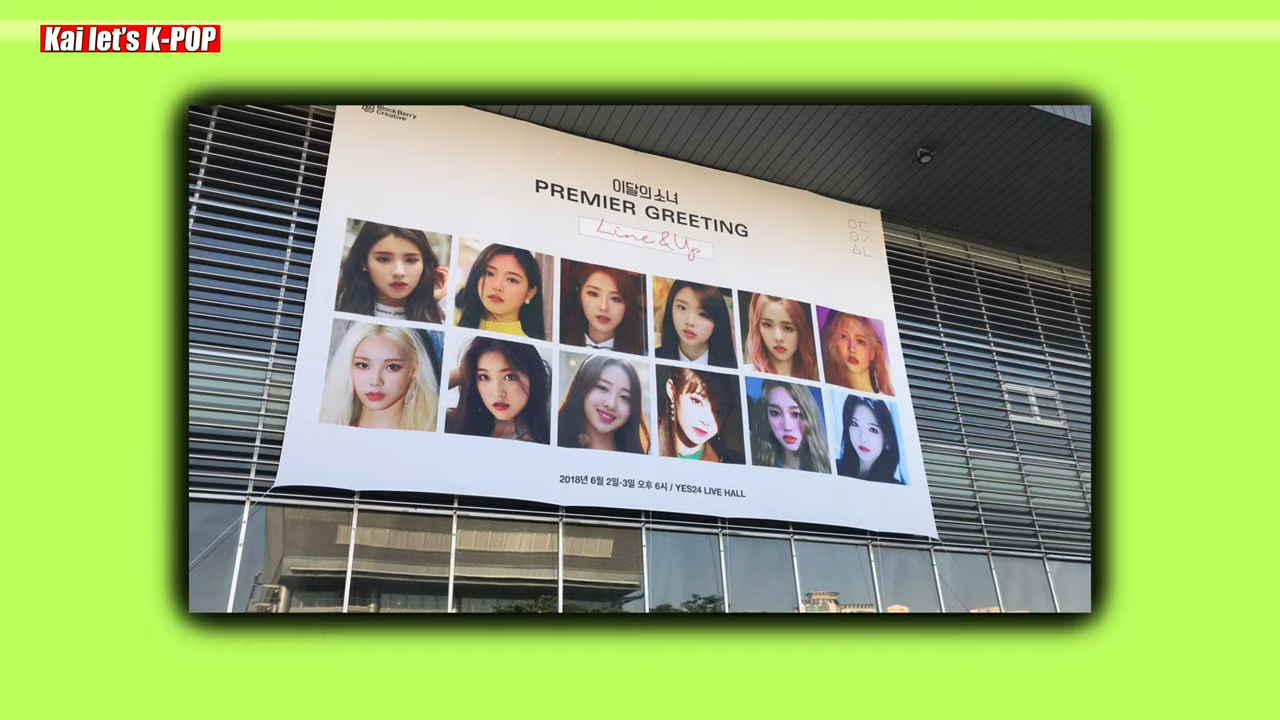 Kai let's K-POP
BlockBerry
Creative
이달의 소녀
PREMIER GREETING
Line&Up
2018년 6월 2일-3일 오후 6시 / YES24 LIVE HALL